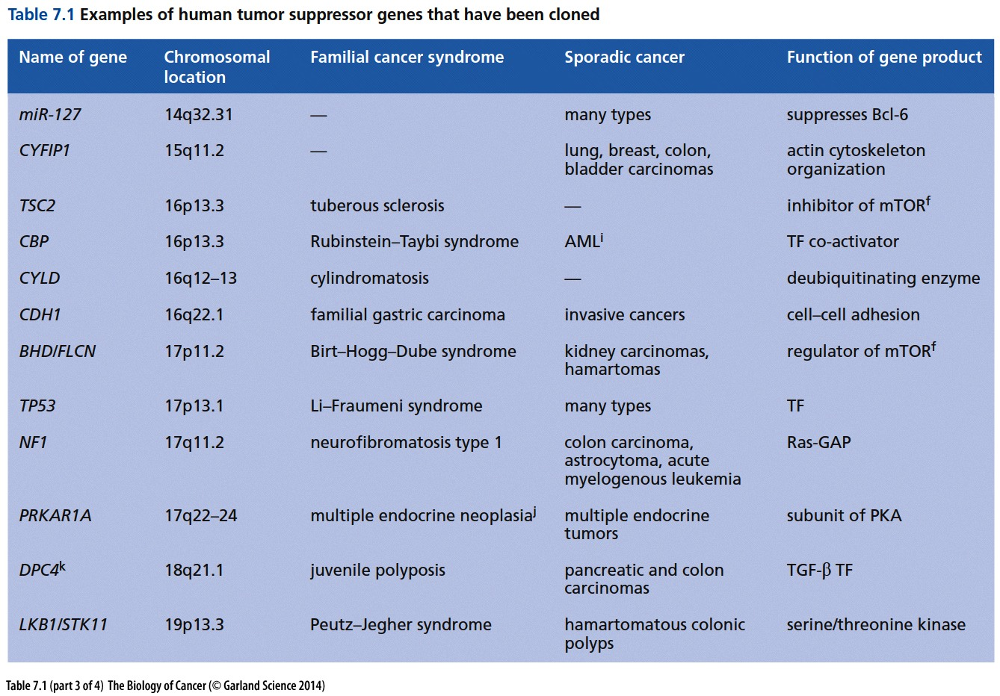 Table 7.1 Examples of human tumor suppressor genes that have been cloned
Name of gene Chromosomal location Familial cancer syndrome Sporadic cancer Function of gene product
miR-127 14q32.31 — many types suppresses Bcl-6
CYFIP1 15q11.2 — lung, breast, colon, bladder carcinomas actin cytoskeleton organization
TSC2 16p13.3 tuberous sclerosis — inhibitor of mTORf
CBP 16p13.3 Rubinstein–Taybi syndrome AMLi TF co-activator
CYLD 16q12–13 cylindromatosis — deubiquitinating enzyme
CDH1 16q22.1 familial gastric carcinoma invasive cancers cell–cell adhesion
BHD/FLCN 17p11.2 Birt–Hogg–Dube syndrome kidney carcinomas, hamartomas regulator of mTORf
TP53 17p13.1 Li–Fraumeni syndrome many types TF
NF1 17q11.2 neurofibromatosis type 1 colon carcinoma, astrocytoma, acute myelogenous leukemia Ras-GAP
PRKAR1A 17q22–24 multiple endocrine neoplasiaj multiple endocrine tumors subunit of PKA
DPC4k 18q21.1 juvenile polyposis pancreatic and colon carcinomas TGF-β TF
LKB1/STK11 19p13.3 Peutz–Jegher syndrome hamartomatous colonic polyps serine/threonine kinase
Table 7.1 (part 3 of 4) The Biology of Cancer (© Garland Science 2014)